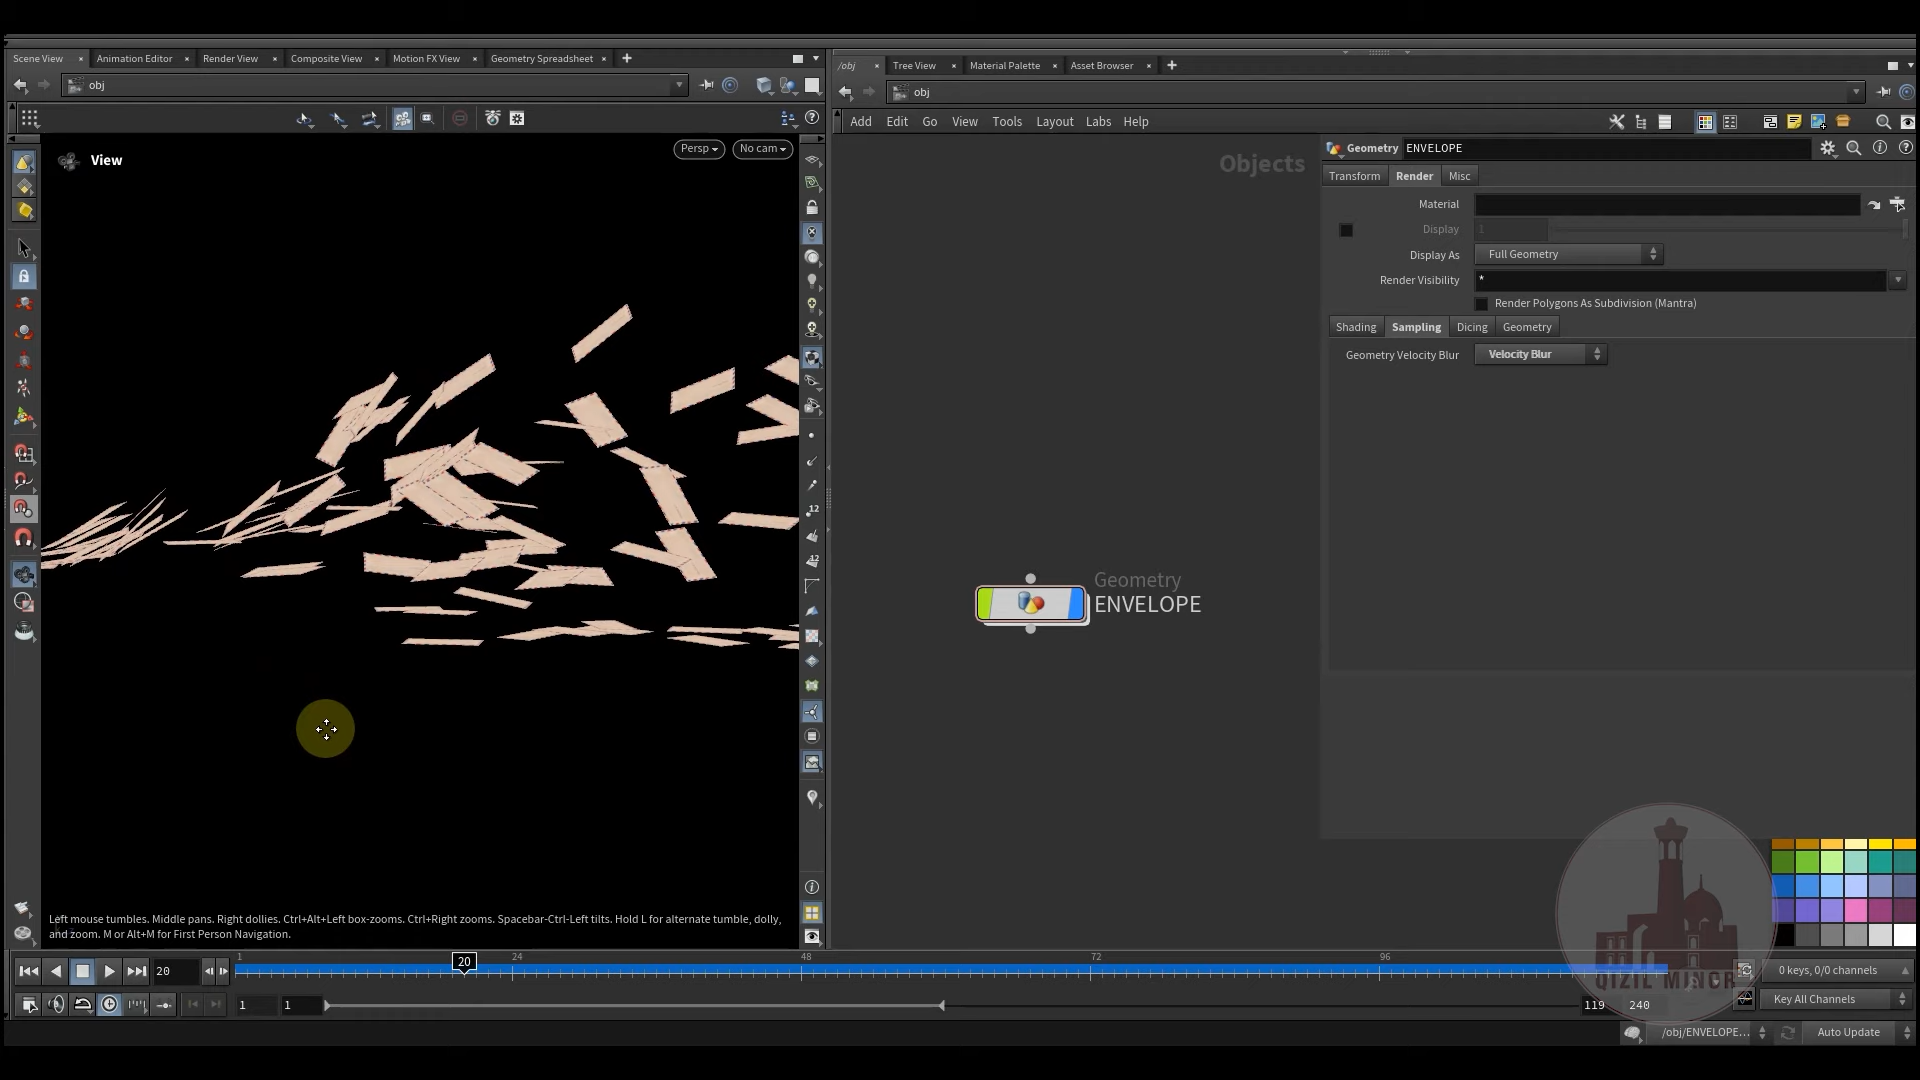 Scene View
Animation Editor
Render View
Composite View
Motion FX View
Geometry Spreadsheet
obj
View
Persp
No cam
Left mouse tumbles. Middle pans. Right dollies. Ctrl+Alt+Left box-zooms. Ctrl+Right zooms. Spacebar-Ctrl-Left tilts. Hold L for alternate tumble, dolly,
and zoom. M or Alt+M for First Person Navigation.
/obj
Tree View
Material Palette
Asset Browser
obj
Add
Edit
Go
View
Tools
Layout
Labs
Help
Objects
Geometry
ENVELOPE
Geometry
ENVELOPE
Transform
Render
Misc
Material
Display
1
Display As
Full Geometry
Render Visibility
*
Render Polygons As Subdivision (Mantra)
Shading
Sampling
Dicing
Geometry
Geometry Velocity Blur
Velocity Blur
12
12
20
1
20
24
48
72
96
1
1
119
240
QIZIL MINOR
0 keys, 0/0 channels
Key All Channels
/obj/ENVELOPE...
Auto Update